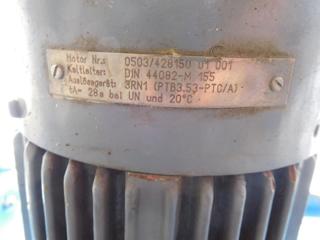 Motor Nr.: 0503/428150 01 001
Kaltleiter: DIN 44082-M 155
Auslösegerät: 3RN1 (PTB3.53-PTC/A)
tA= 28s bei UN und 20°C